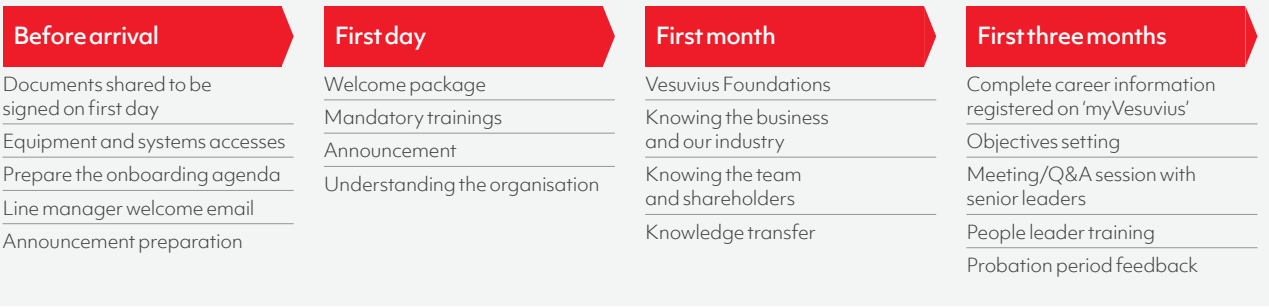 Before arrival
Documents shared to be
signed on first day
Equipment and systems accesses
Prepare the onboarding agenda
Line manager welcome email
Announcement preparation
First day
Welcome package
Mandatory trainings
Announcement
Understanding the organisation
First month
Vesuvius Foundations
Knowing the business
and our industry
Knowing the team
and shareholders
Knowledge transfer
First three months
Complete career information
registered on ‘myVesuvius’
Objectives setting
Meeting/Q&A session with
senior leaders
People leader training
Probation period feedback